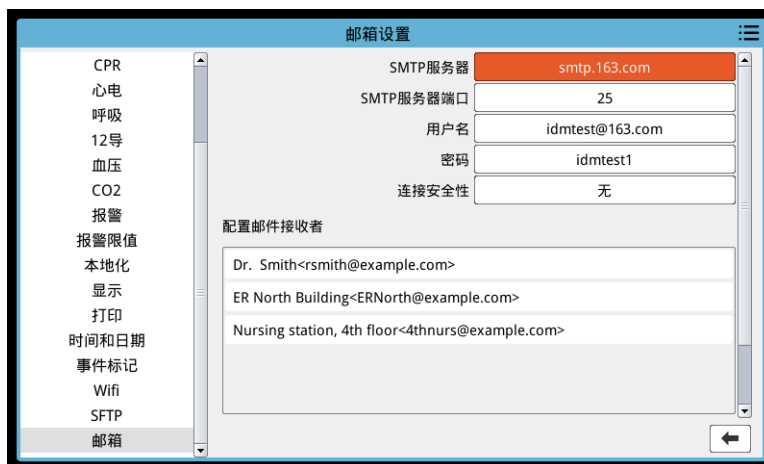 邮箱设置
CPR
心电
呼吸
12导
血压
CO2
报警
报警限值
本地化
显示
打印
时间和日期
事件标记
Wifi
SFTP
邮箱
SMTP服务器 smtp.163.com
SMTP服务器端口 25
用户名 idmtest@163.com
密码 idmtest1
连接安全性 无
配置邮件接收者
Dr. Smith<rsmith@example.com>
ER North Building<ERNorth@example.com>
Nursing station, 4th floor<4thnurs@example.com>